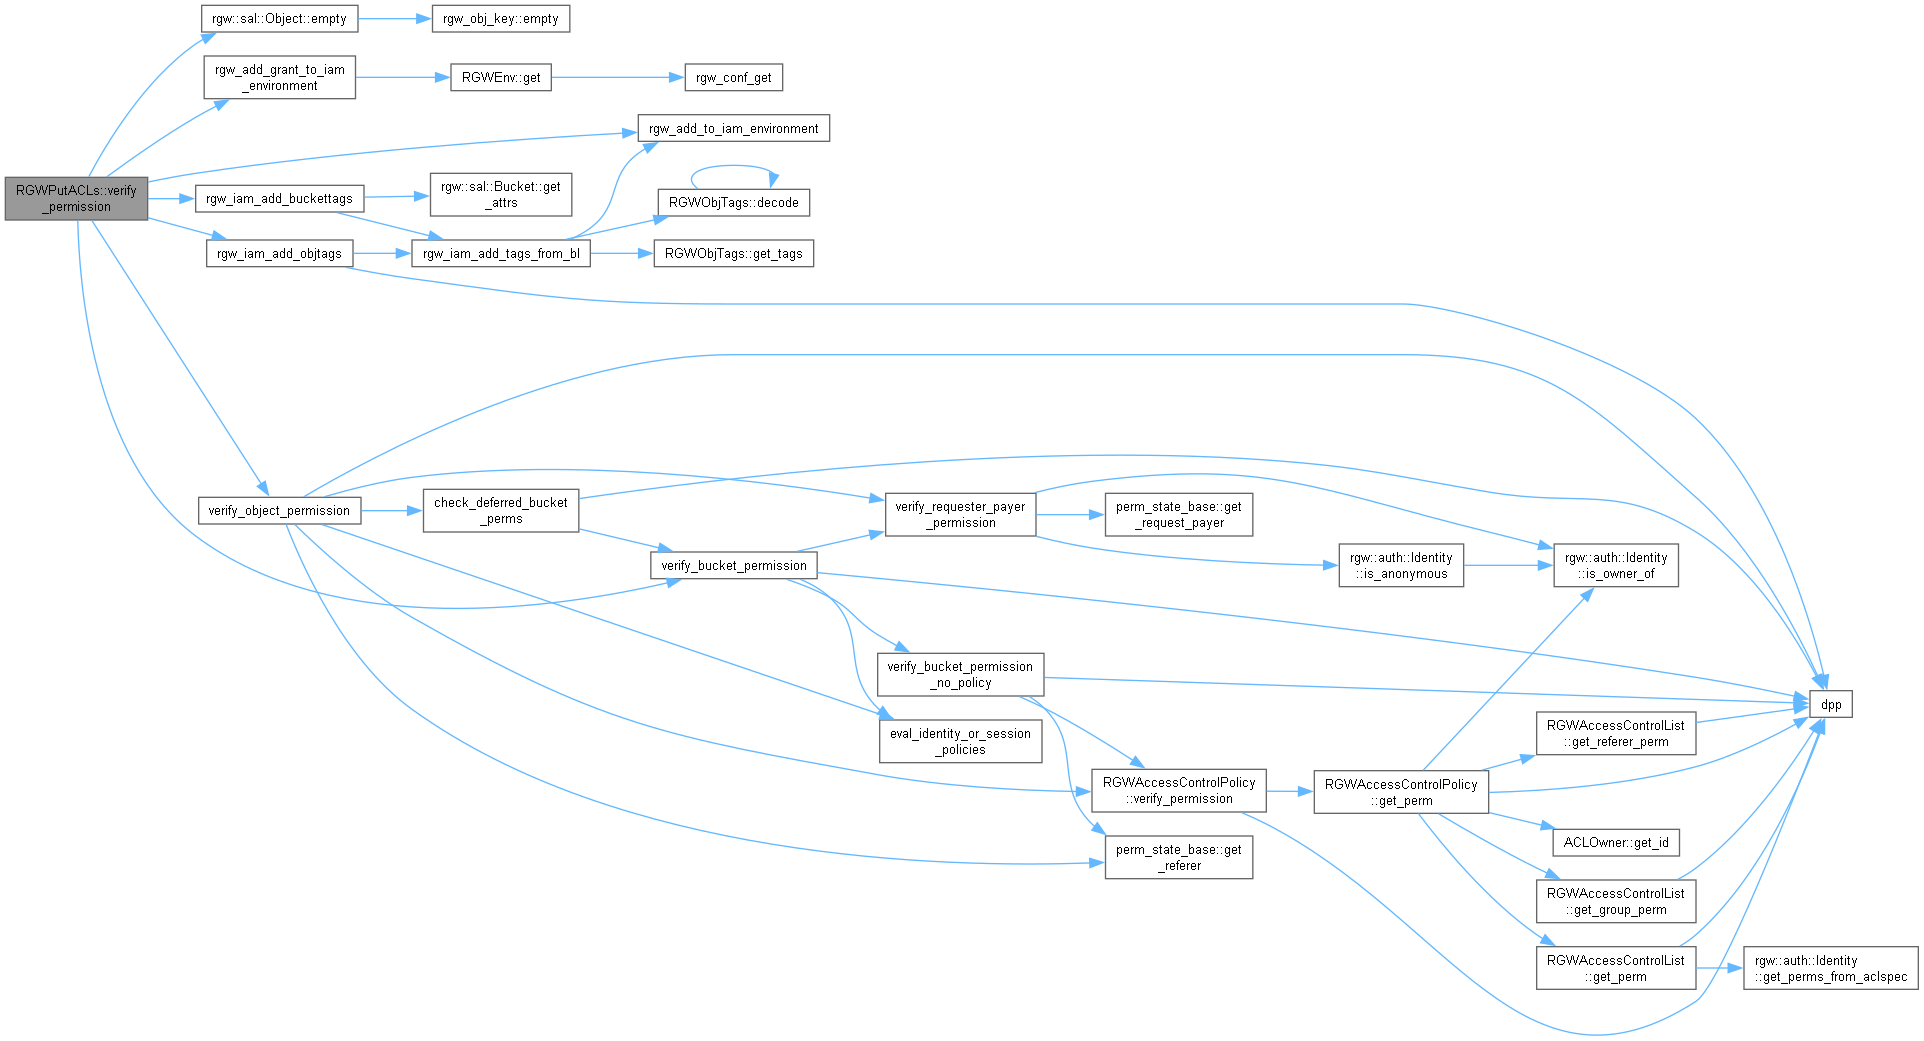 rgw::sal::Object::empty
rgw_obj_key::empty
rgw_add_grant_to_iam
_environment
RGWEnv::get
rgw_conf_get
rgw_add_to_iam_environment
RGWPutACLs::verify
_permission
rgw_iam_add_buckettags
rgw::sal::Bucket::get
_attrs
RGWObjTags::decode
rgw_iam_add_objtags
rgw_iam_add_tags_from_bl
RGWObjTags::get_tags
verify_object_permission
check_deferred_bucket
_perms
verify_requester_payer
_permission
perm_state_base::get
_request_payer
verify_bucket_permission
rgw::auth::Identity
::is_anonymous
rgw::auth::Identity
::is_owner_of
verify_bucket_permission
_no_policy
eval_identity_or_session
_policies
dpp
RGWAccessControlList
::get_referer_perm
RGWAccessControlPolicy
::verify_permission
RGWAccessControlPolicy
::get_perm
perm_state_base::get
_referer
ACLOwner::get_id
RGWAccessControlList
::get_group_perm
RGWAccessControlList
::get_perm
rgw::auth::Identity
::get_perms_from_aclspec